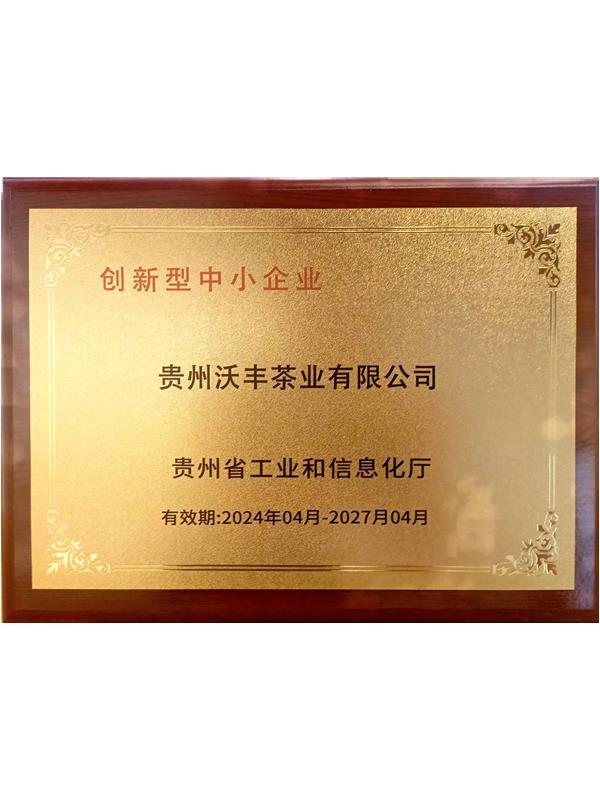 创新型中小企业
贵州沃丰茶业有限公司
贵州省工业和信息化厅
有效期:2024年04月-2027月04月